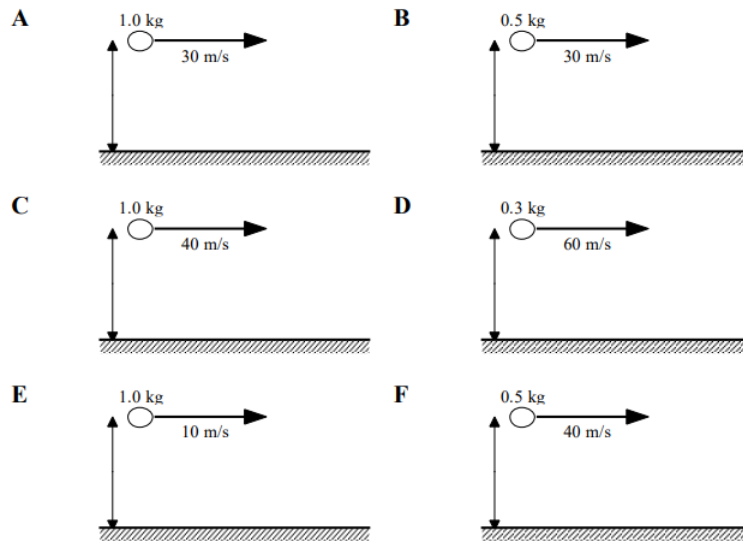 A
1.0 kg
30 m/s
B
0.5 kg
30 m/s
C
1.0 kg
40 m/s
D
0.3 kg
60 m/s
E
1.0 kg
10 m/s
F
0.5 kg
40 m/s